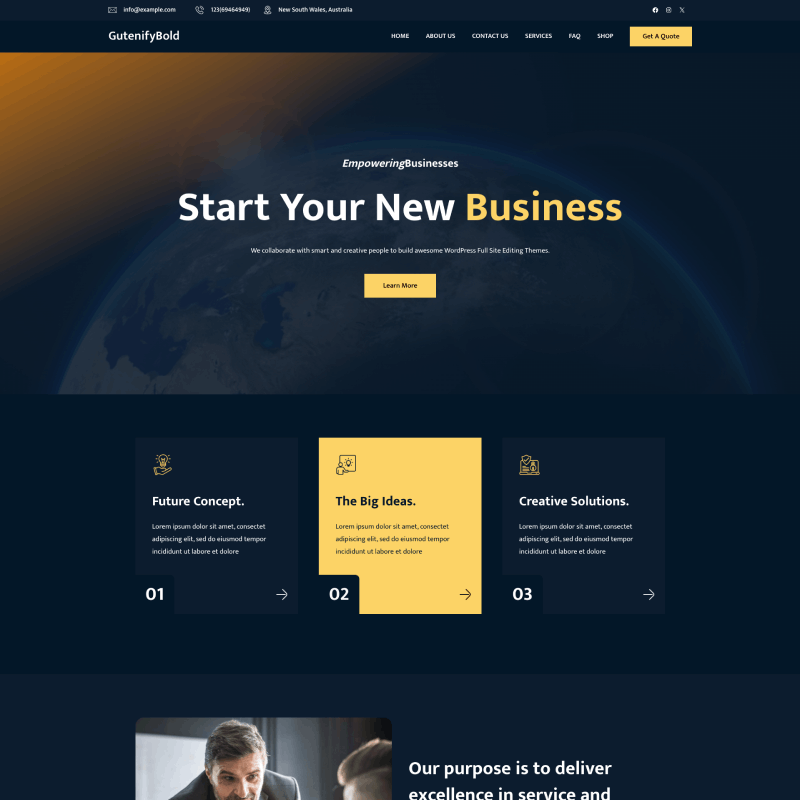 info@example.com 123(69464949) New South Wales, Australia
GutenifyBold HOME ABOUT US CONTACT US SERVICES FAQ SHOP Get A Quote
EmpoweringBusinesses
Start Your New Business
We collaborate with smart and creative people to build awesome WordPress Full Site Editing Themes.
Learn More
Future Concept.
Lorem ipsum dolor sit amet, consectet
adipiscing elit, sed do eiusmod tempor
incididunt ut labore et dolore
01
The Big Ideas.
Lorem ipsum dolor sit amet, consectet
adipiscing elit, sed do eiusmod tempor
incididunt ut labore et dolore
02
Creative Solutions.
Lorem ipsum dolor sit amet, consectet
adipiscing elit, sed do eiusmod tempor
incididunt ut labore et dolore
03
Our purpose is to deliver
excellence in service and